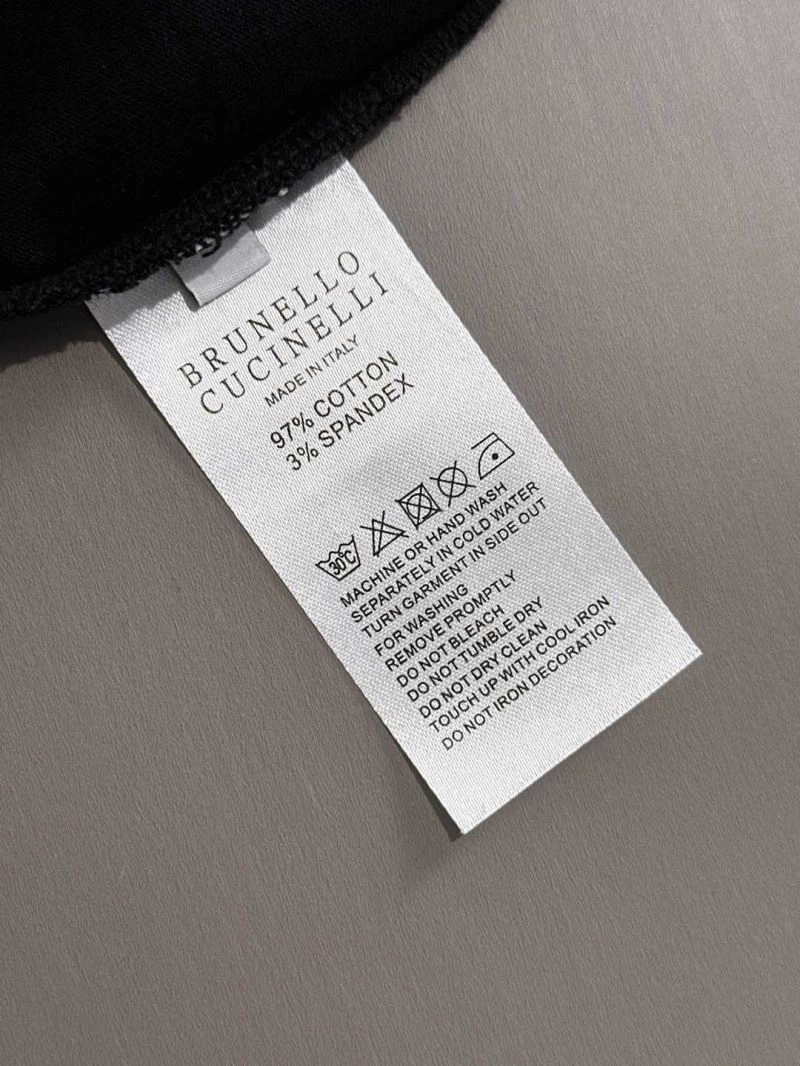 BRUNELLO
CUCINELLI
MADE IN ITALY
97% COTTON
3% SPANDEX
30°C
MACHINE OR HAND WASH
SEPARATELY IN COLD WATER
TURN GARMENT IN SIDE OUT
FOR WASHING
REMOVE PROMPTLY
DO NOT BLEACH
DO NOT TUMBLE DRY
DO NOT DRY CLEAN
TOUCH UP WITH COOL IRON
DO NOT IRON DECORATION